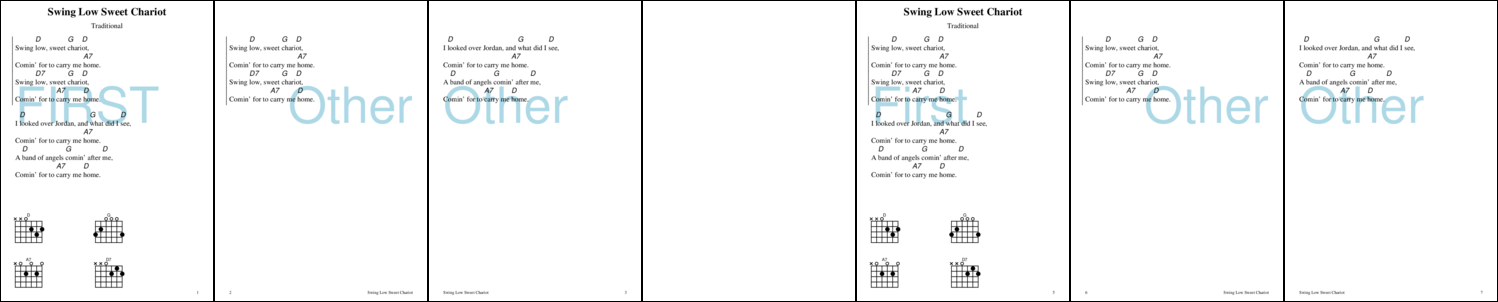 Swing Low Sweet Chariot
Traditional
D G D
Swing low, sweet chariot,
A7
Comin' for to carry me home.
D7 G D
Swing low, sweet chariot,
A7 D
Comin' for to carry me home.
FIRST
D G D
I looked over Jordan, and what did I see,
A7
Comin' for to carry me home.
D G D
A band of angels comin' after me,
A7 D
Comin' for to carry me home.
D G
A7 D7
1
D G D
Swing low, sweet chariot,
A7
Comin' for to carry me home.
D7 G D
Swing low, sweet chariot,
A7 D
Comin' for to carry me home.
Other
2 Swing Low Sweet Chariot
D G D
I looked over Jordan, and what did I see,
A7
Comin' for to carry me home.
D G D
A band of angels comin' after me,
A7 D
Comin' for to carry me home.
Other
Swing Low Sweet Chariot 3
Swing Low Sweet Chariot
Traditional
D G D
Swing low, sweet chariot,
A7
Comin' for to carry me home.
D7 G D
Swing low, sweet chariot,
A7 D
Comin' for to carry me home.
First
D G D
I looked over Jordan, and what did I see,
A7
Comin' for to carry me home.
D G D
A band of angels comin' after me,
A7 D
Comin' for to carry me home.
D G
A7 D7
5
D G D
Swing low, sweet chariot,
A7
Comin' for to carry me home.
D7 G D
Swing low, sweet chariot,
A7 D
Comin' for to carry me home.
Other
6 Swing Low Sweet Chariot
D G D
I looked over Jordan, and what did I see,
A7
Comin' for to carry me home.
D G D
A band of angels comin' after me,
A7 D
Comin' for to carry me home.
Other
Swing Low Sweet Chariot 7